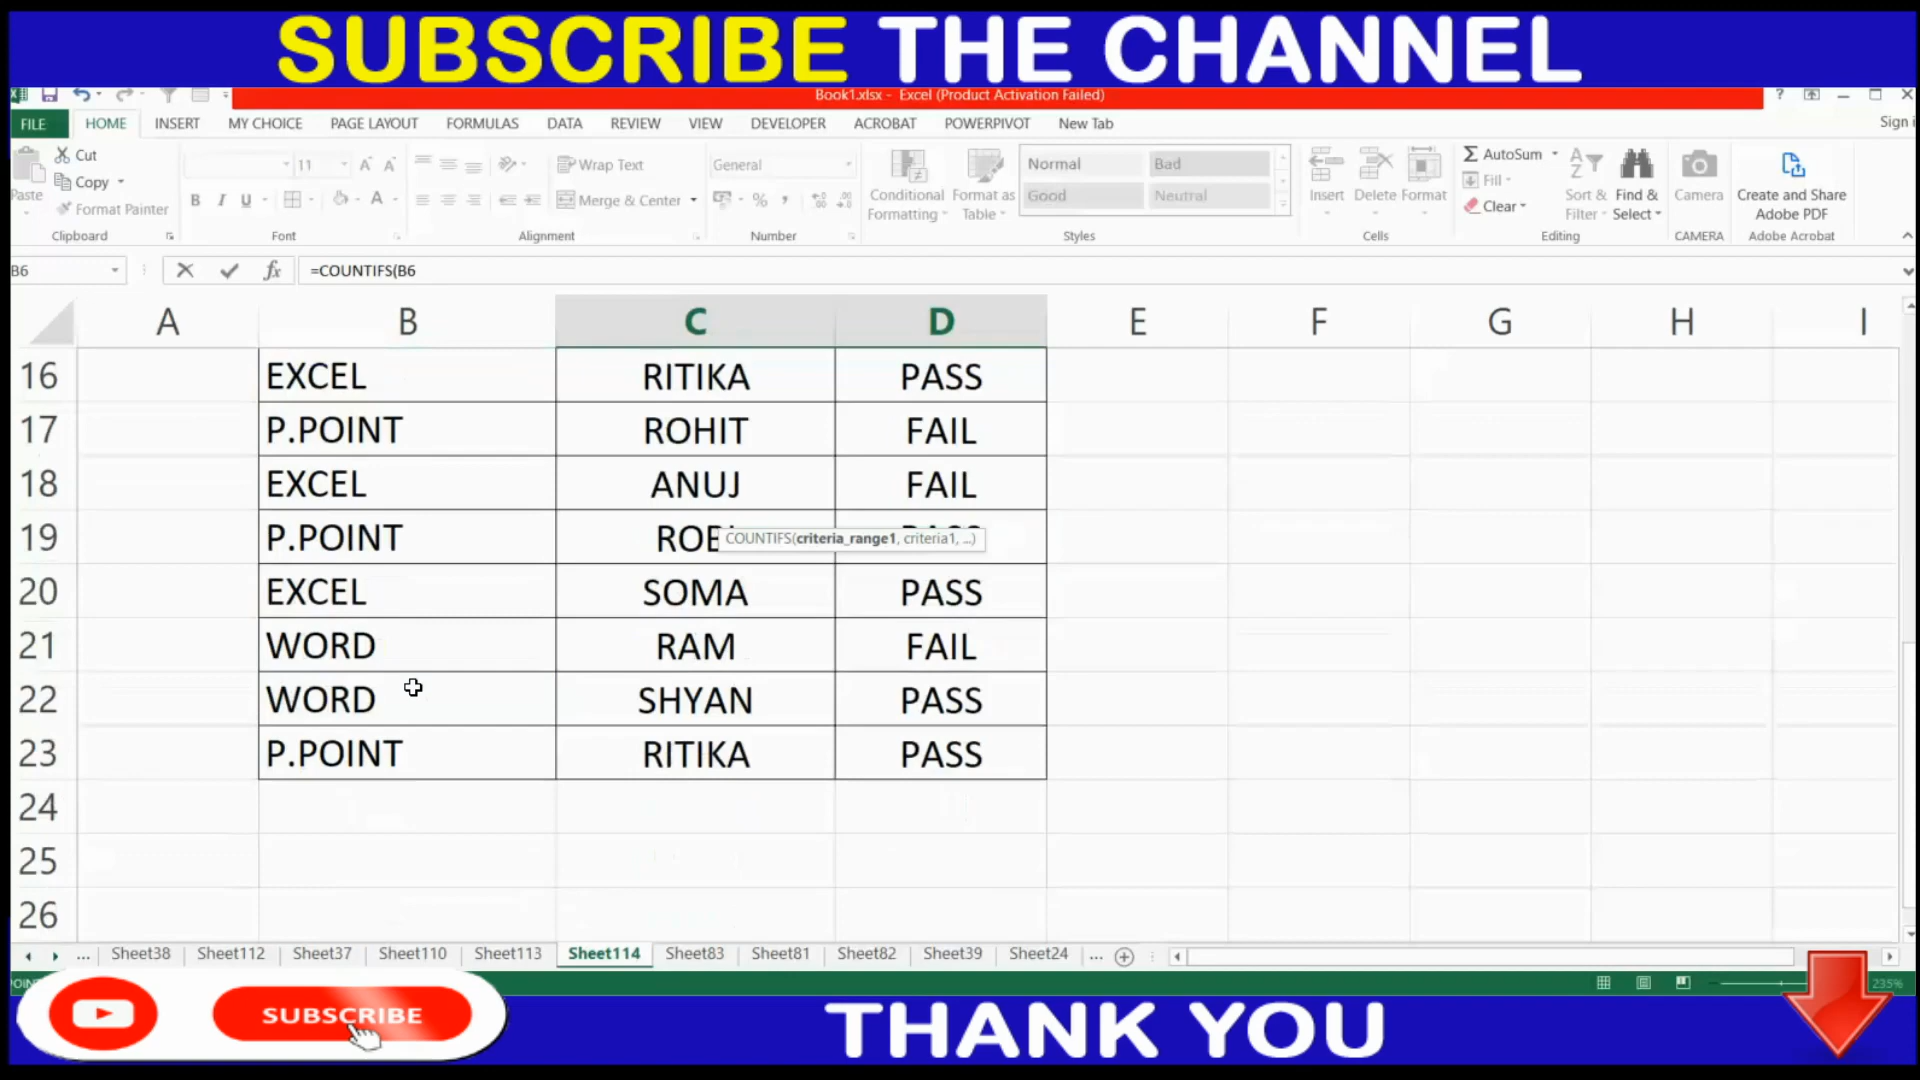 SUBSCRIBE THE CHANNEL
Book1.xlsx - Excel (Product Activation Failed)
FILE HOME INSERT MY CHOICE PAGE LAYOUT FORMULAS DATA REVIEW VIEW DEVELOPER ACROBAT POWERPIVOT New Tab Sign i
Paste Cut Copy Format Painter
Clipboard
11 B I U
Font
Wrap Text
Merge & Center
Alignment
General
%
Number
Conditional Formatting Format as Table
Normal Bad
Good Neutral
Styles
Insert Delete Format
Cells
AutoSum Fill Clear Sort & Filter Find & Select
Editing
Camera
CAMERA
Create and Share Adobe PDF
Adobe Acrobat
B6 fx =COUNTIFS(B6
A B C D E F G H I
16 EXCEL RITIKA PASS
17 P.POINT ROHIT FAIL
18 EXCEL ANUJ FAIL
19 P.POINT
COUNTIFS(criteria_range1, criteria1, ...)
20 EXCEL SOMA PASS
21 WORD RAM FAIL
22 WORD SHYAN PASS
23 P.POINT RITIKA PASS
24
25
26
... Sheet38 Sheet112 Sheet37 Sheet110 Sheet113 Sheet114 Sheet83 Sheet81 Sheet82 Sheet39 Sheet24 ...
235%
SUBSCRIBE
THANK YOU